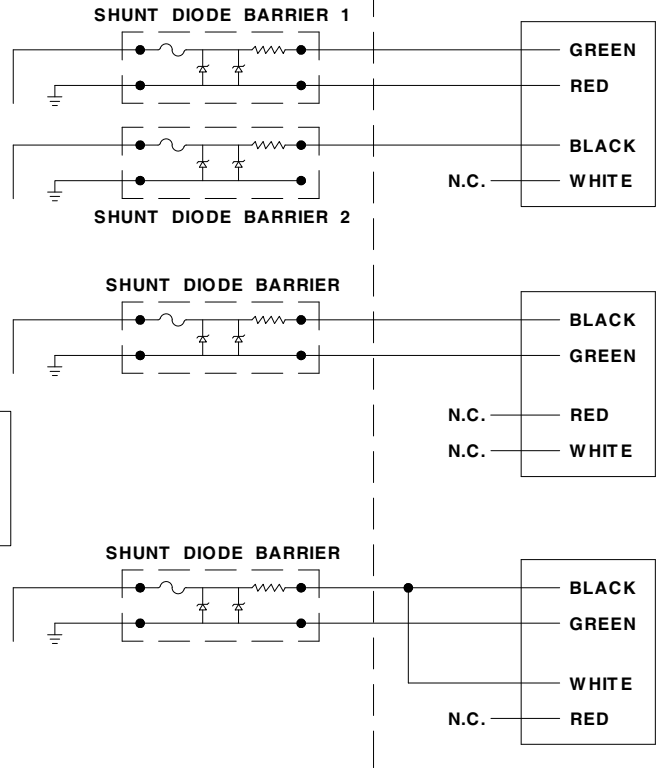 SHUNT DIODE BARRIER 1
GREEN
RED
BLACK
N.C. WHITE
SHUNT DIODE BARRIER 2
SHUNT DIODE BARRIER
BLACK
GREEN
N.C. RED
N.C. WHITE
SHUNT DIODE BARRIER
BLACK
GREEN
WHITE
N.C. RED